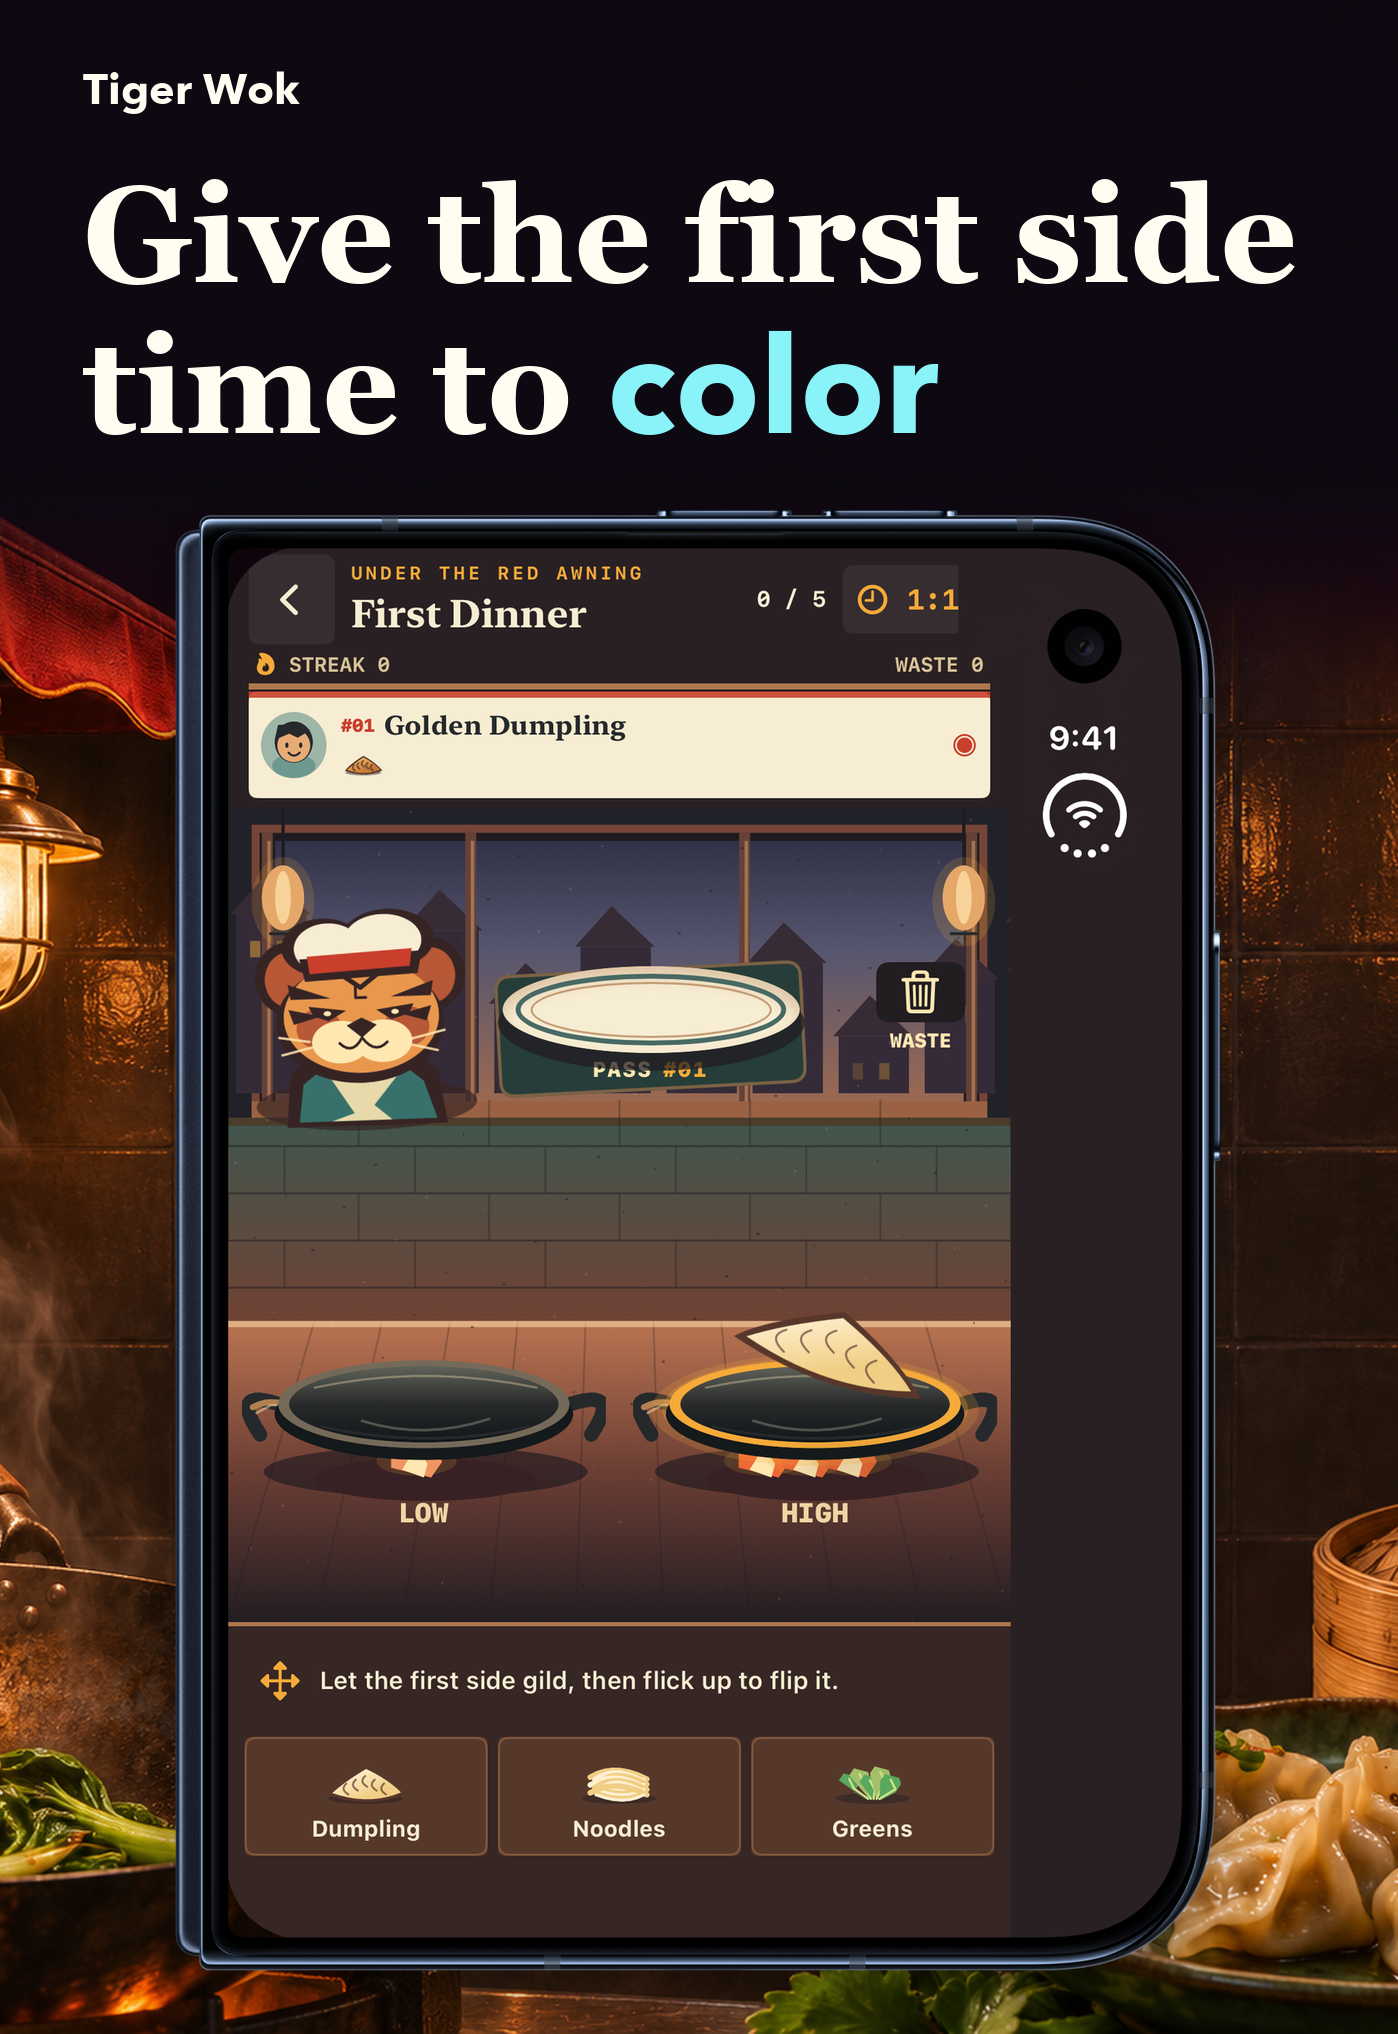 Tiger Wok
Give the first side
time to color
UNDER THE RED AWNING
First Dinner
0 / 5
1:1
STREAK 0
WASTE 0
#01 Golden Dumpling
9:41
WASTE
PASS #01
LOW
HIGH
Let the first side gild, then flick up to flip it.
Dumpling
Noodles
Greens